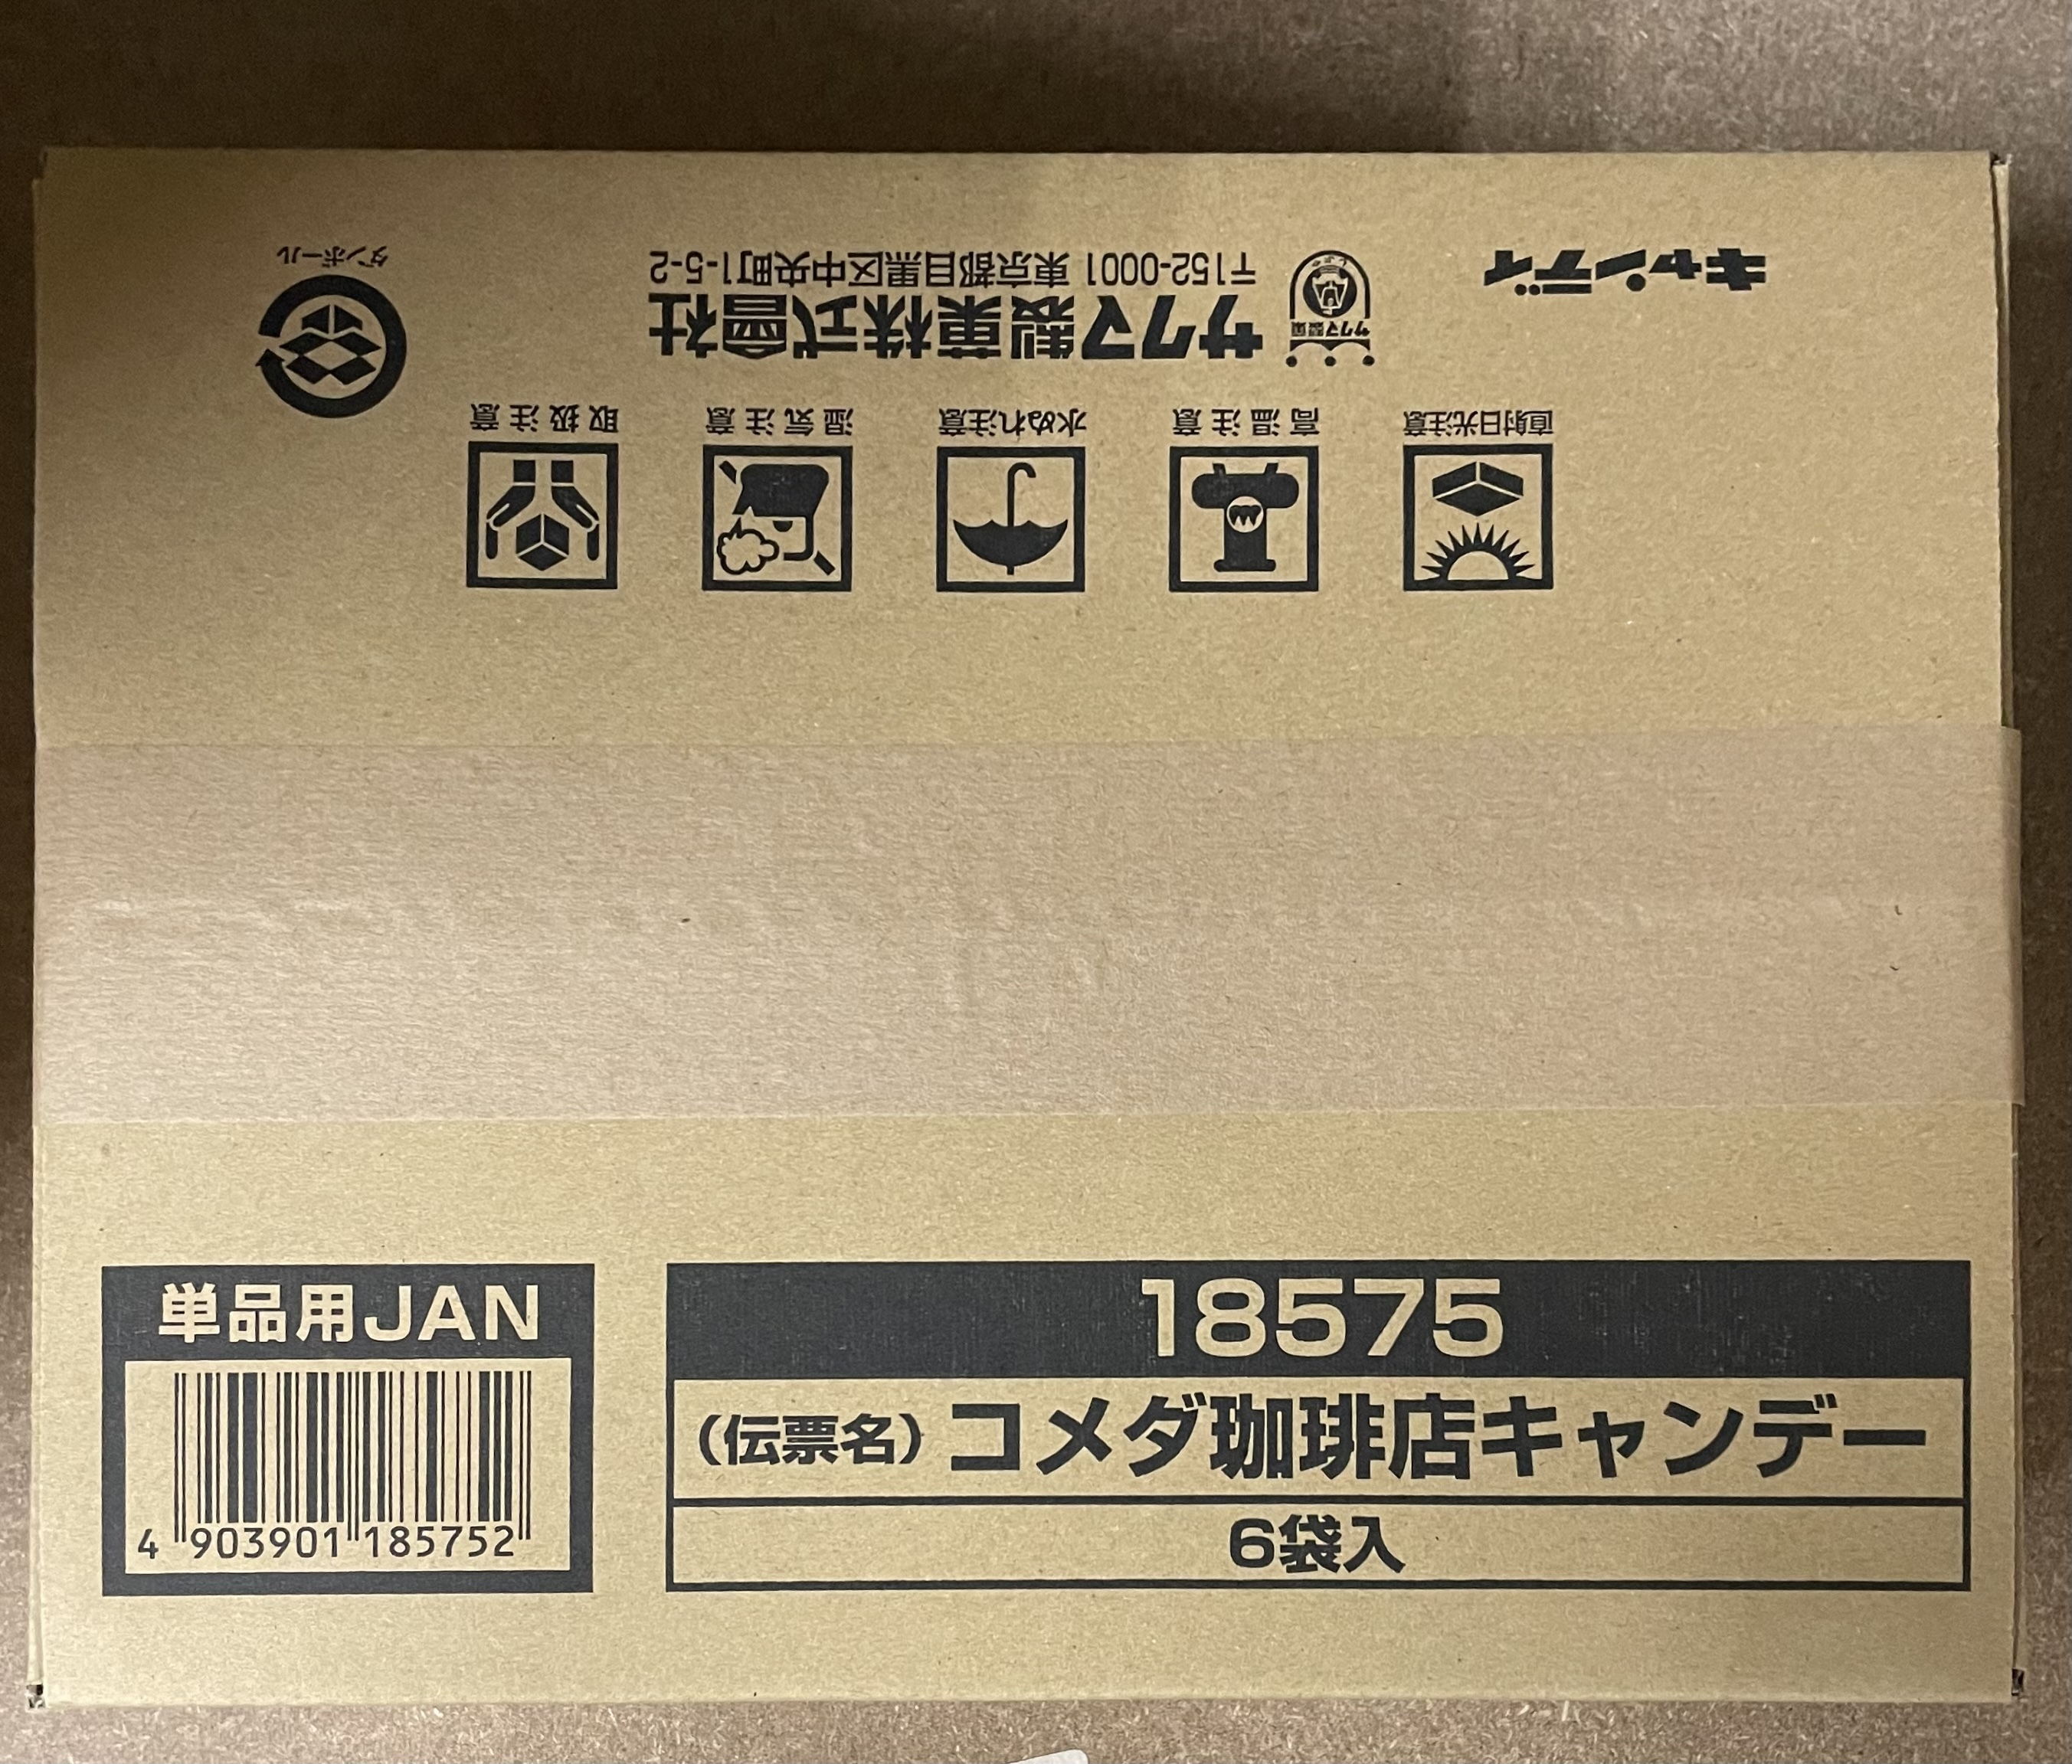 キャンディ
サクマ製菓
サクマ製菓株式會社
〒152-0001 東京都目黒区中央町1-5-2
ダンボール
直射日光注意
高温注意
水ぬれ注意
湿気注意
取扱注意
単品用JAN
4 903901 185752
18575
(伝票名) コメダ珈琲店キャンデー
6袋入